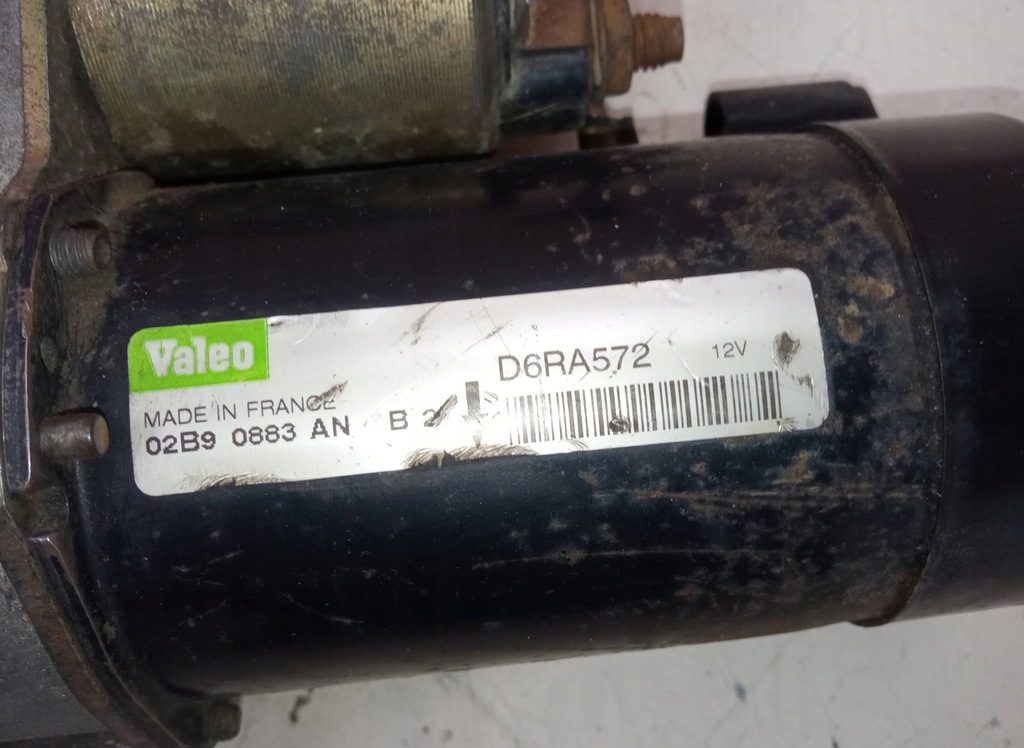 Valeo
D6RA572 12V
MADE IN FRANCE
02B9 0883 AN B